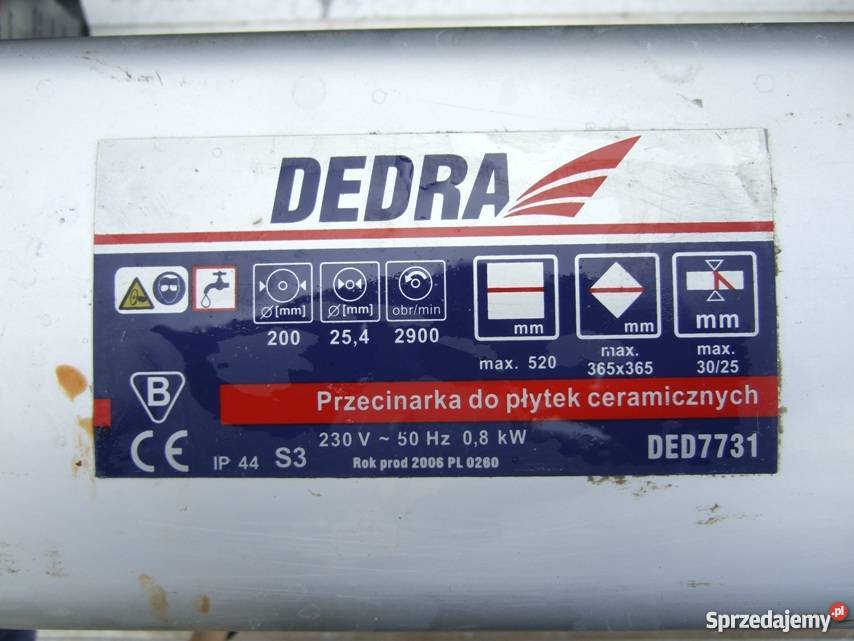 DEDRA
Ø[mm] Ø[mm] obr/min mm mm mm
200 25,4 2900 max. 520 max. 365x365 max. 30/25
Przecinarka do płytek ceramicznych
B
230 V ~ 50 Hz 0,8 kW
CE IP 44 S3 Rok prod 2006 PL 0260 DED7731
Sprzedajemy.pl